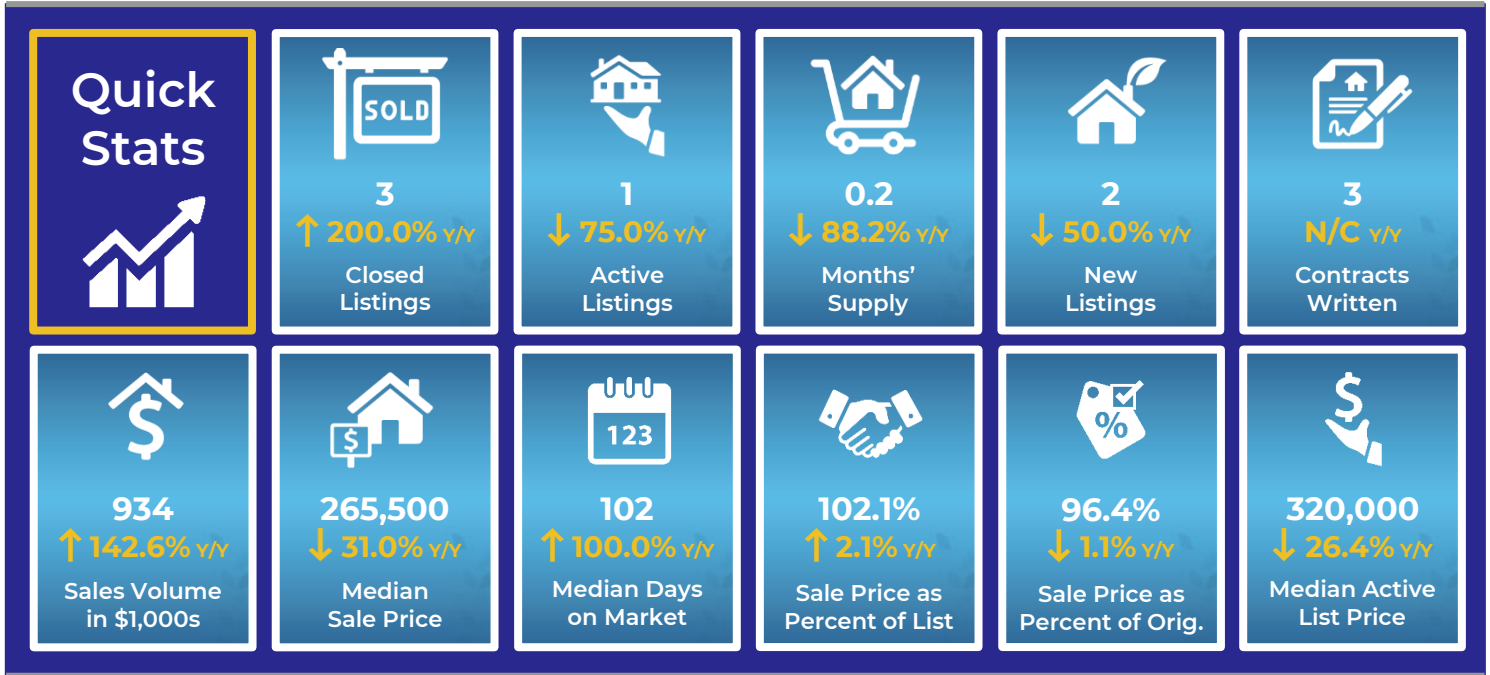 Quick
Stats
SOLD
3
↑ 200.0% Y/Y
Closed
Listings
1
↓ 75.0% Y/Y
Active
Listings
0.2
↓ 88.2% Y/Y
Months’
Supply
2
↓ 50.0% Y/Y
New
Listings
3
N/C Y/Y
Contracts
Written
$
934
↑ 142.6% Y/Y
Sales Volume
in $1,000s
$
265,500
↓ 31.0% Y/Y
Median
Sale Price
123
102
↑ 100.0% Y/Y
Median Days
on Market
102.1%
↑ 2.1% Y/Y
Sale Price as
Percent of List
%
96.4%
↓ 1.1% Y/Y
Sale Price as
Percent of Orig.
$
320,000
↓ 26.4% Y/Y
Median Active
List Price